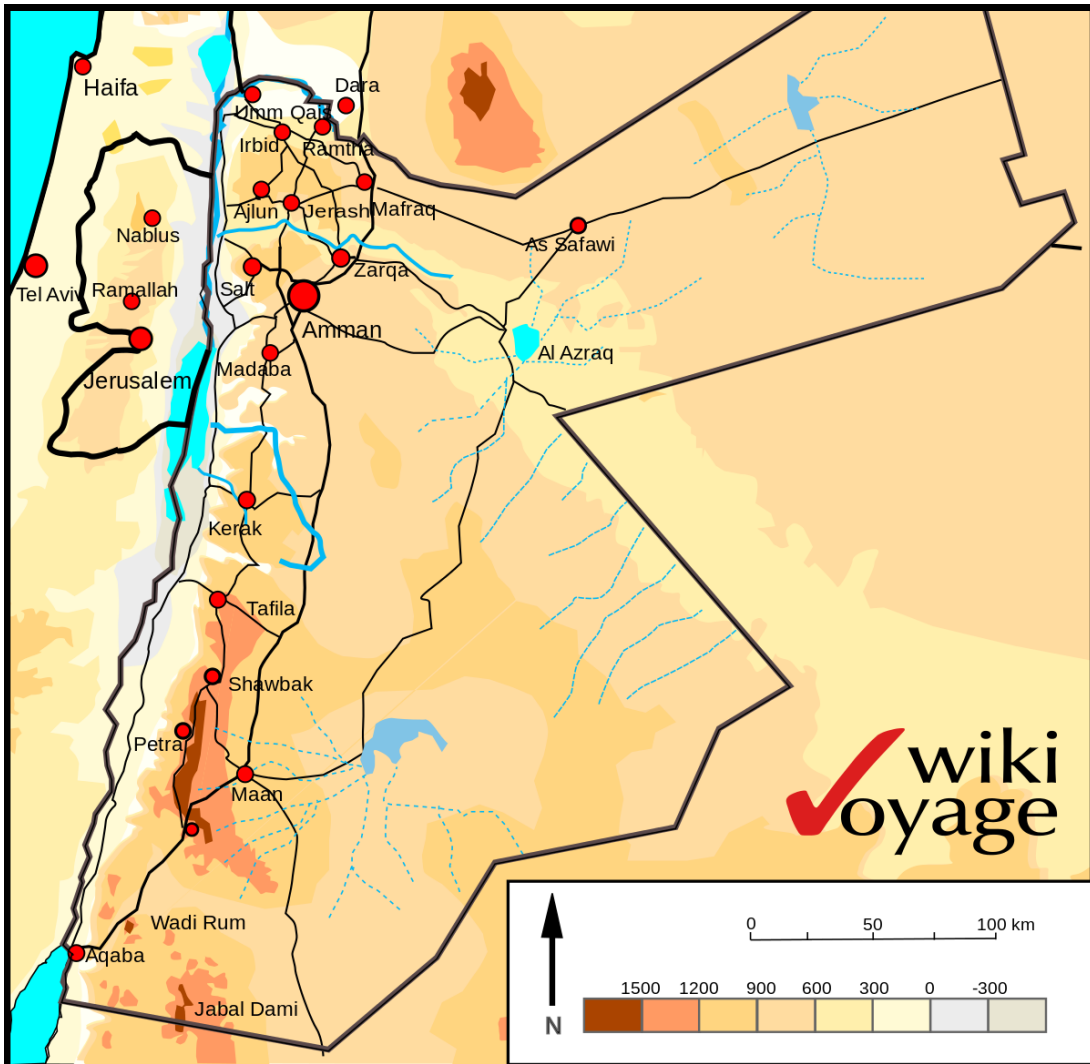 Haifa
Dara
Umm Qais
Irbid
Ramtha
Ajlun
Jerash
Mafraq
Nablus
As Safawi
Zarqa
Tel Aviv
Ramallah
Salt
Amman
Al Azraq
Madaba
Jerusalem
Kerak
Tafila
Shawbak
Petra
Maan
wiki
voyage
Wadi Rum
Aqaba
Jabal Dami
N
0 50 100 km
1500 1200 900 600 300 0 -300